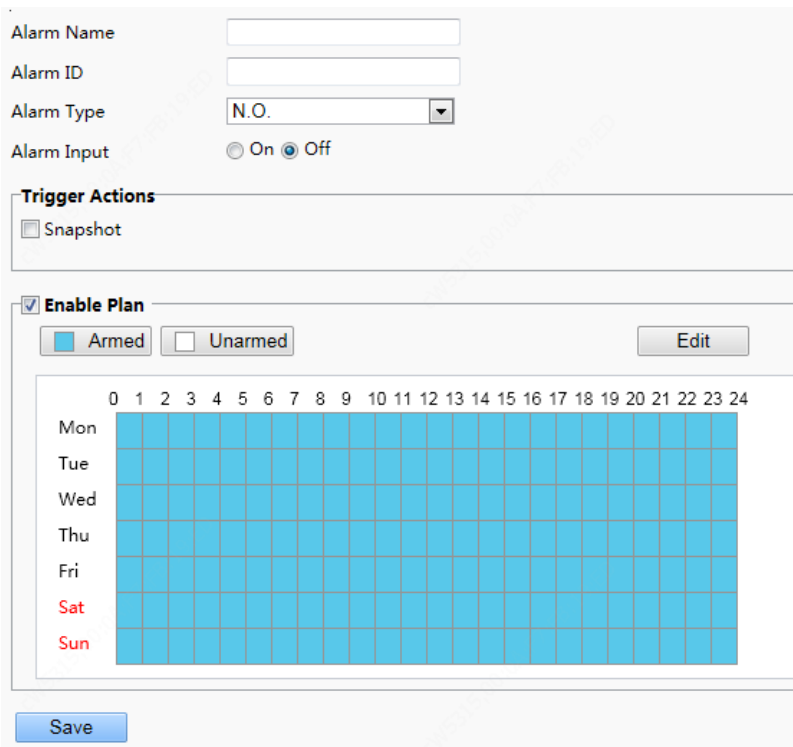 Alarm Name
Alarm ID
Alarm Type N.O.
Alarm Input On Off
Trigger Actions
Snapshot
Enable Plan
Armed Unarmed Edit
0 1 2 3 4 5 6 7 8 9 10 11 12 13 14 15 16 17 18 19 20 21 22 23 24
Mon
Tue
Wed
Thu
Fri
Sat
Sun
Save